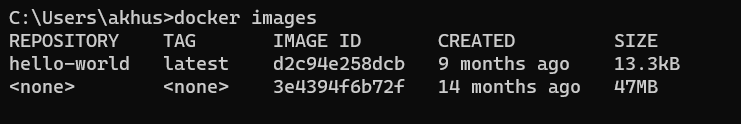 C:\Users\akhus>docker images
REPOSITORY TAG IMAGE ID CREATED SIZE
hello-world latest d2c94e258dcb 9 months ago 13.3kB
<none> <none> 3e4394f6b72f 14 months ago 47MB